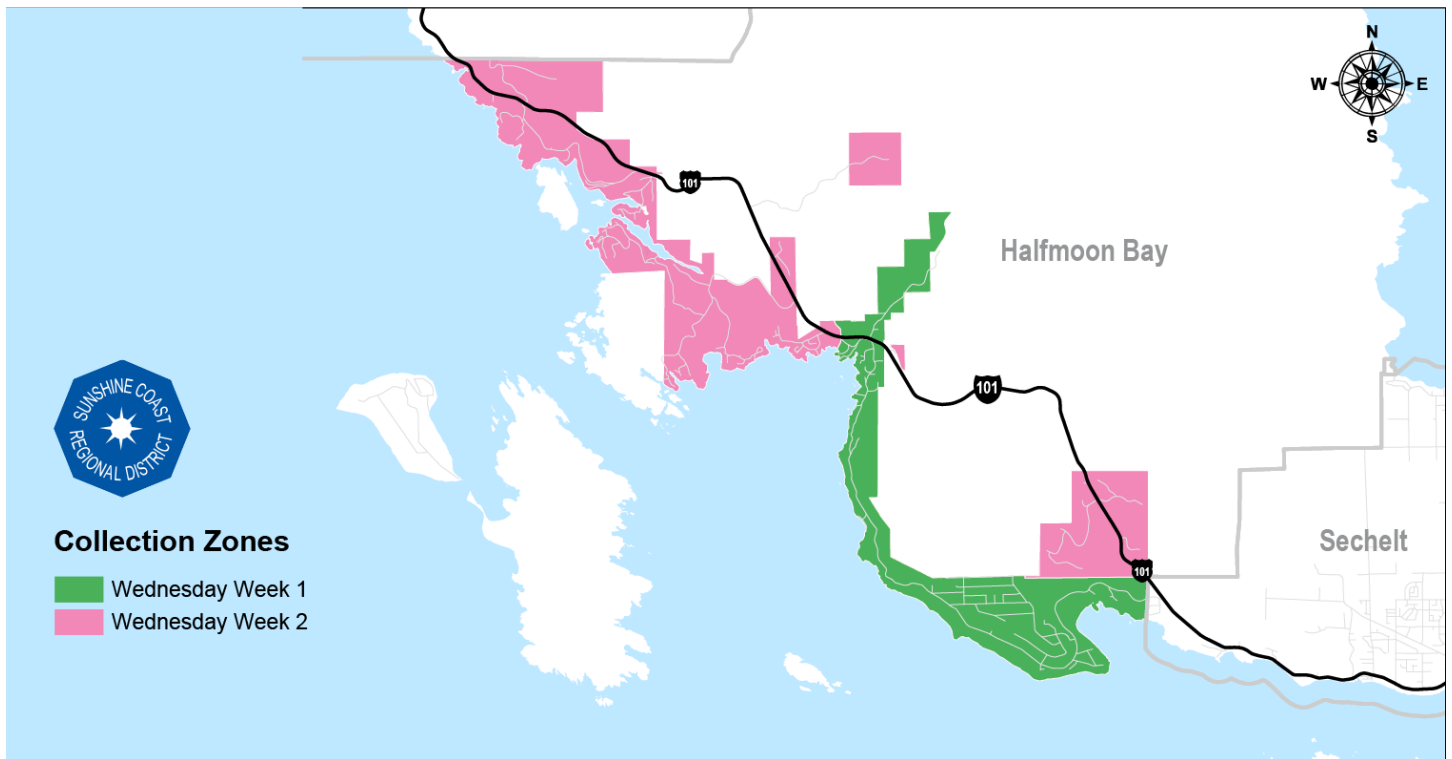 N
W E
S
101
Halfmoon Bay
101
SUNSHINE COAST
REGIONAL DISTRICT
Collection Zones
Wednesday Week 1
Wednesday Week 2
Sechelt
101